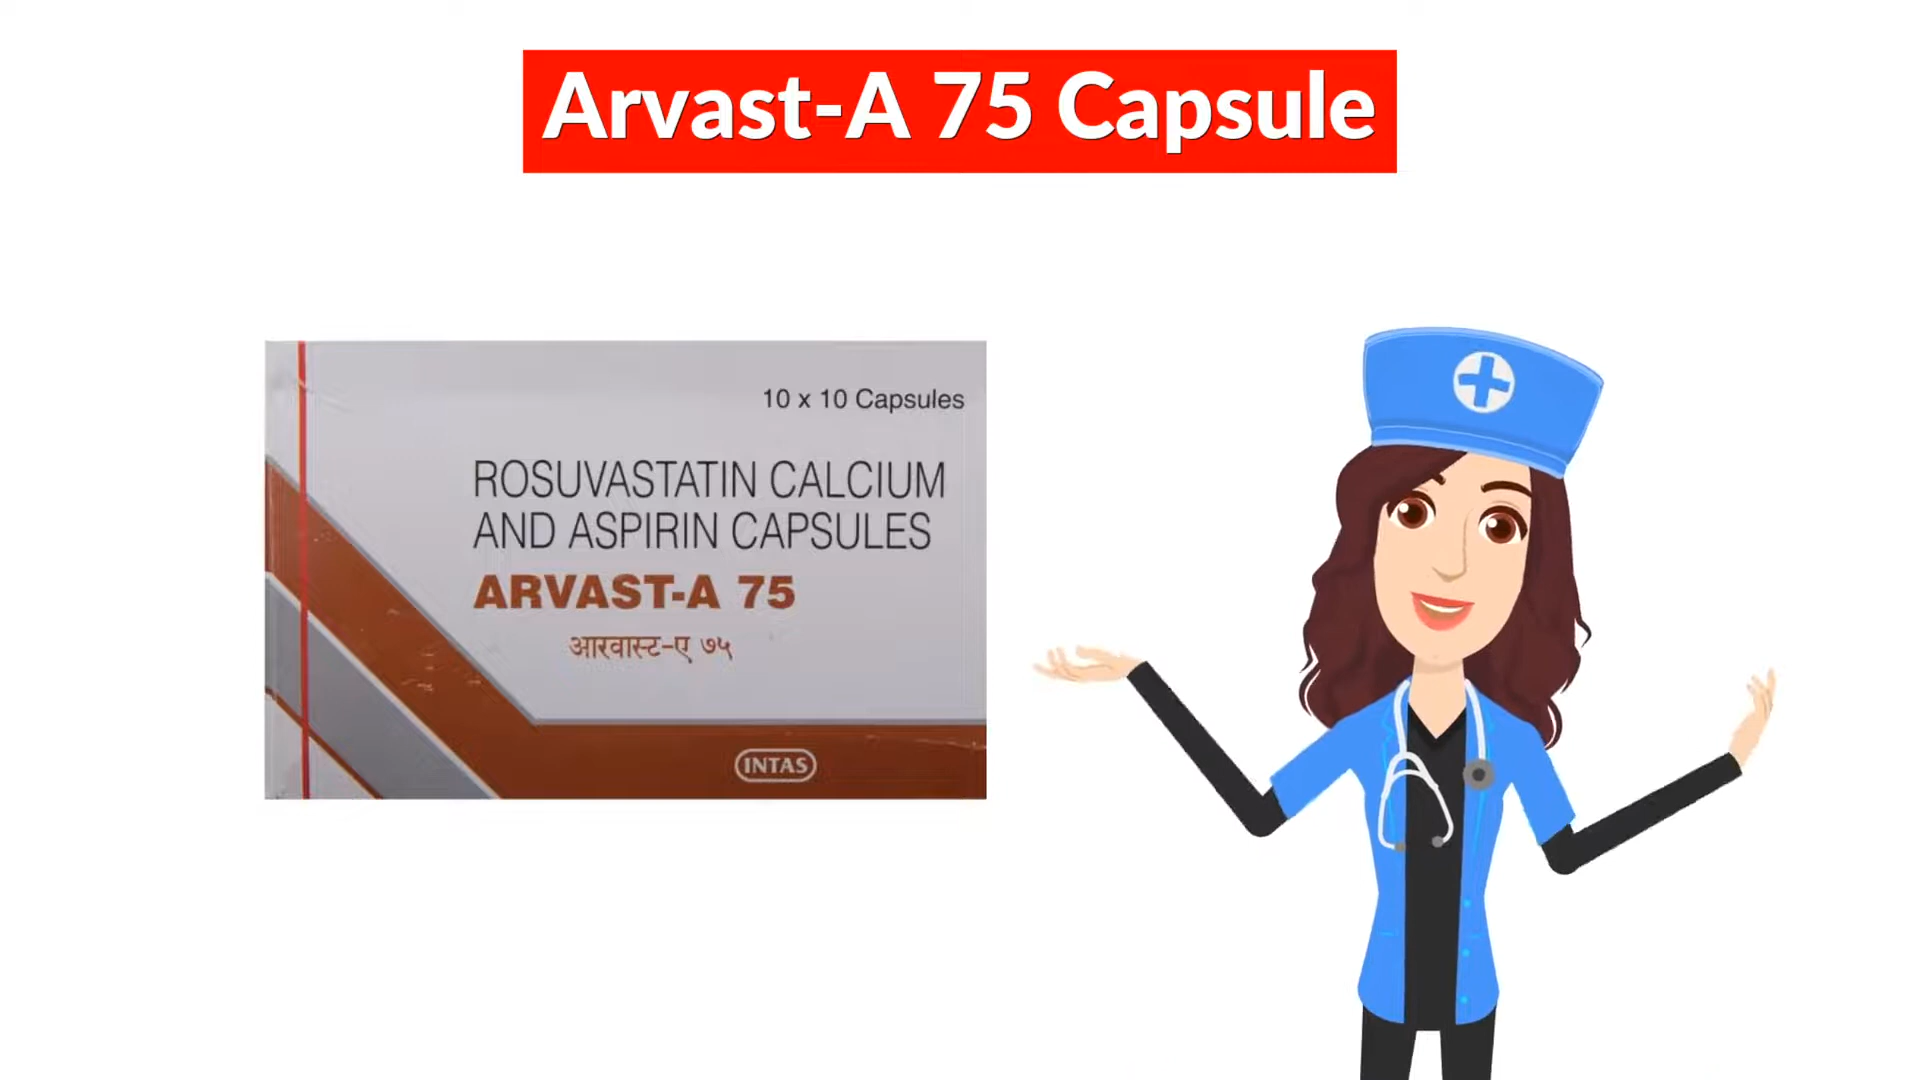 Arvast-A 75 Capsule
10 x 10 Capsules
ROSUVASTATIN CALCIUM
AND ASPIRIN CAPSULES
ARVAST-A 75
आरवास्ट-ए ७५
INTAS